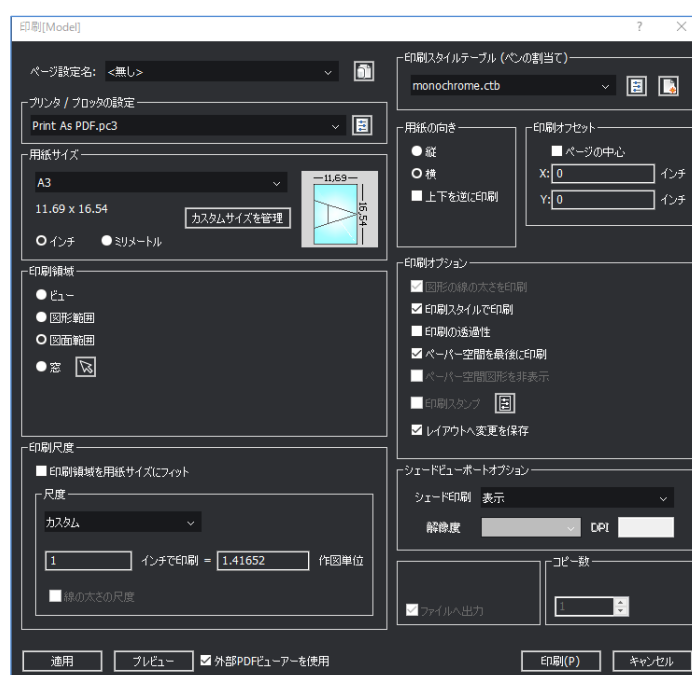 印刷[Model]
?
ページ設定名: <無し>
プリンタ / プロッタの設定
Print As PDF.pc3
用紙サイズ
A3
11.69 x 16.54
カスタムサイズを管理
11,69
16,54
インチ
ミリメートル
印刷領域
ビュー
図形範囲
図面範囲
窓
印刷尺度
印刷領域を用紙サイズにフィット
尺度
カスタム
1 インチで印刷 = 1.41652 作図単位
線の太さの尺度
印刷スタイルテーブル (ペンの割当て)
monochrome.ctb
用紙の向き
縦
横
上下を逆に印刷
印刷オフセット
ページの中心
X: 0 インチ
Y: 0 インチ
印刷オプション
図形の線の太さを印刷
印刷スタイルで印刷
印刷の透過性
ペーパー空間を最後に印刷
ペーパー空間図形を非表示
印刷スタンプ
レイアウトへ変更を保存
シェードビューポートオプション
シェード印刷 表示
解像度 DPI
ファイルへ出力
コピー数
1
適用 プレビュー 外部PDFビューアーを使用 印刷(P) キャンセル